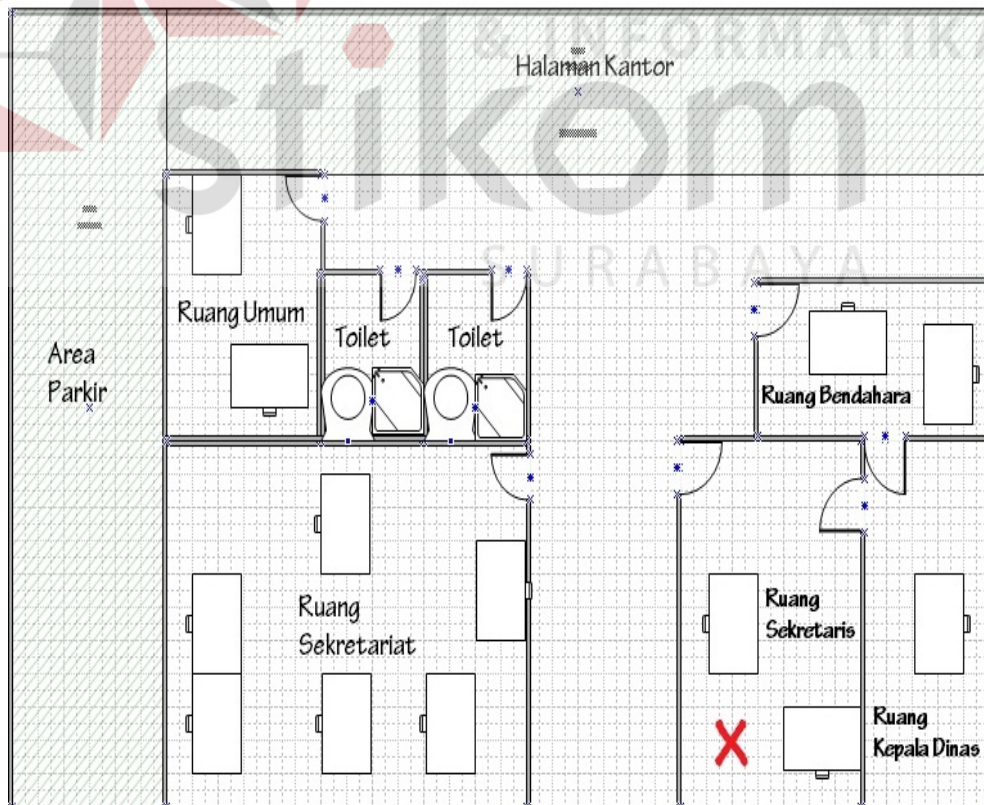 & INFORMATIKA
stikom
SURABAYA
Halaman Kantor
Ruang Umum
Toilet
Toilet
Area
Parkir
Ruang Bendahara
Ruang
Sekretariat
Ruang
Sekretaris
Ruang
Kepala Dinas